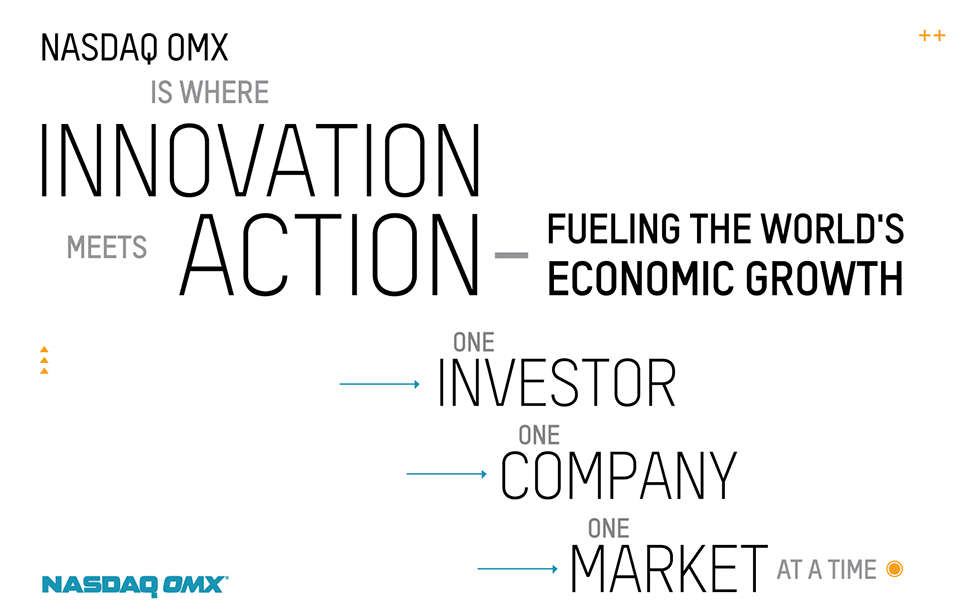 NASDAQ OMX
++
IS WHERE
INNOVATION
MEETS ACTION –
FUELING THE WORLD'S
ECONOMIC GROWTH
ONE
INVESTOR
ONE
COMPANY
ONE
MARKET AT A TIME
NASDAQ OMX®